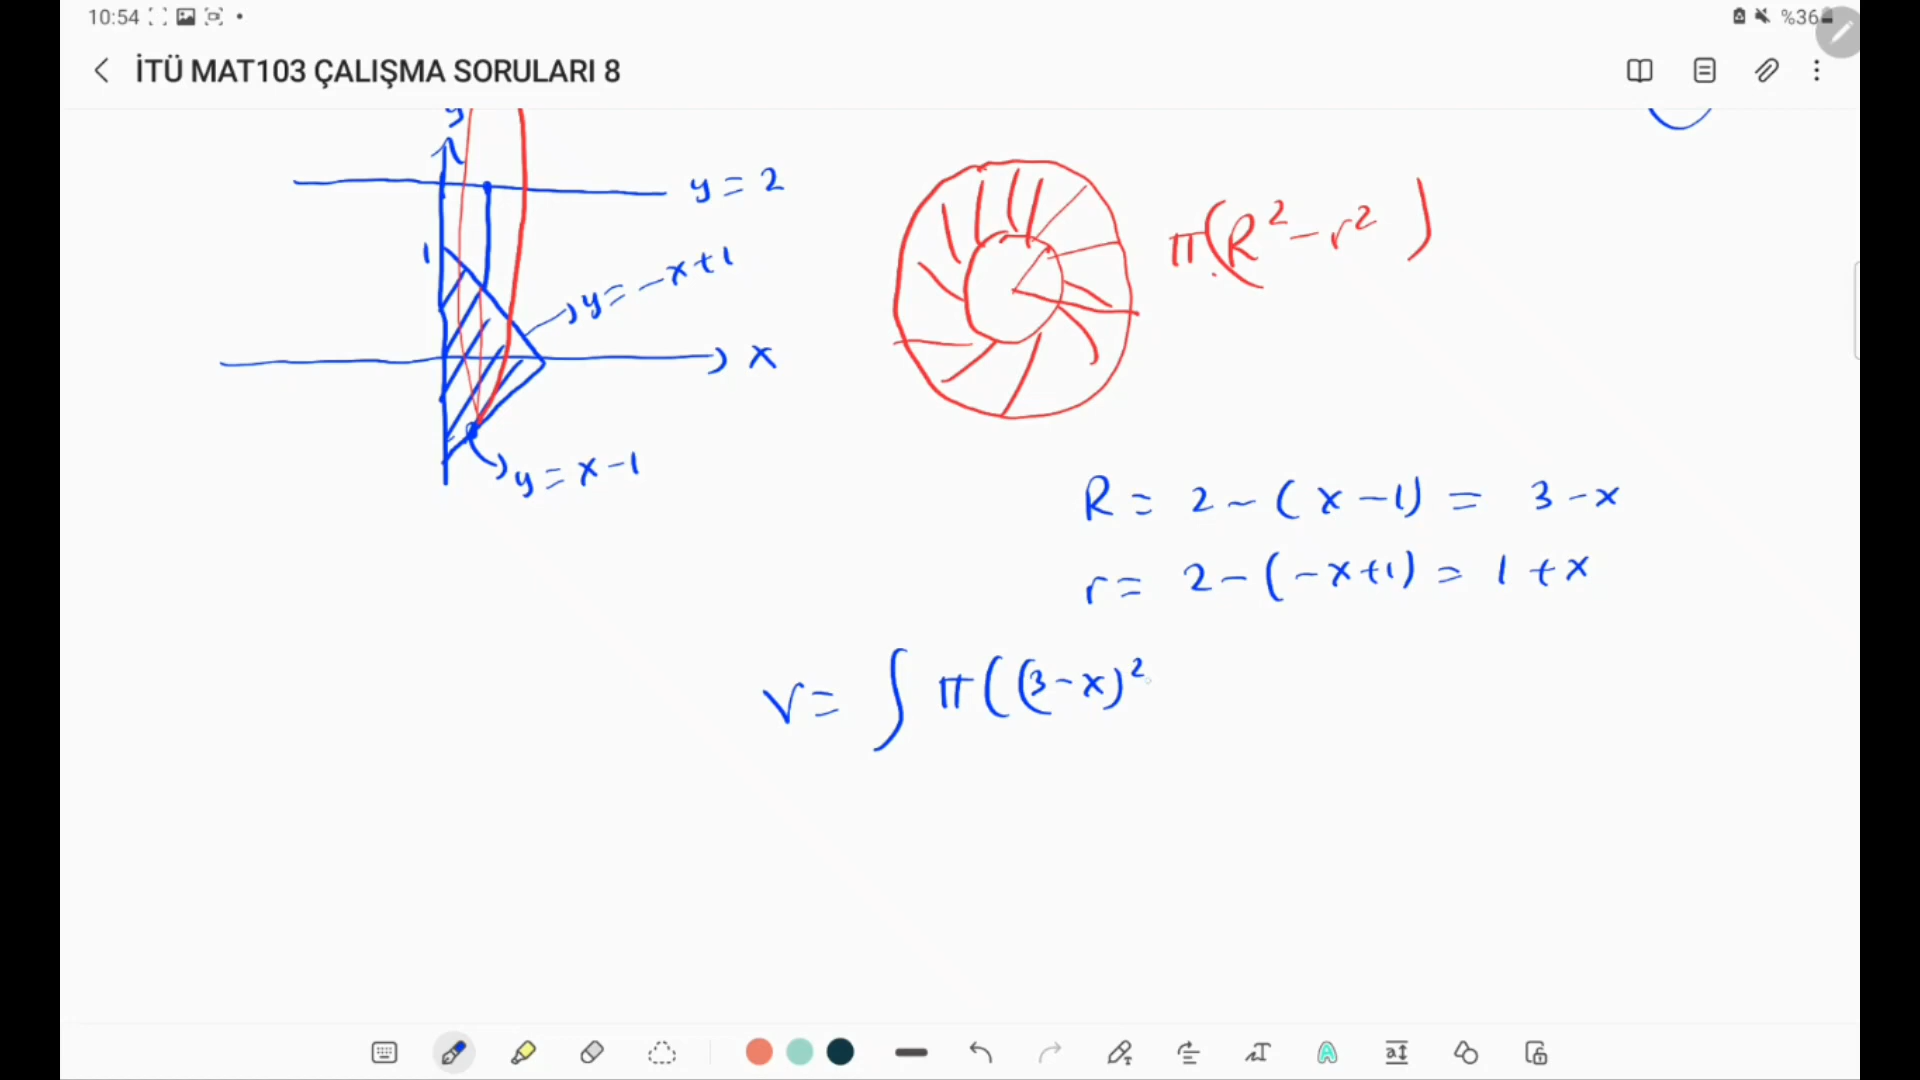 10:54
%36
İTÜ MAT103 ÇALIŞMA SORULARI 8
y
y = 2
1
y = -x+1
x
y = x-1
π(R²-r²)
R = 2-(x-1) = 3-x
r = 2-(-x+1) = 1+x
V = ∫ π((3-x)²